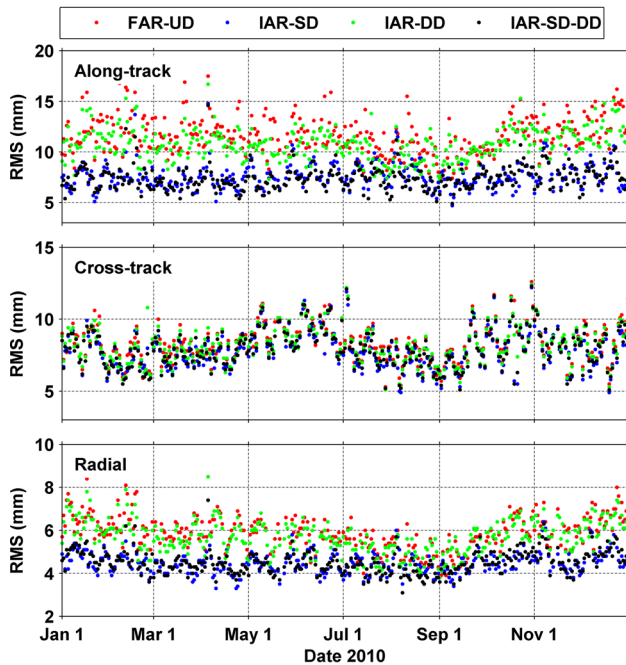 FAR-UD IAR-SD IAR-DD IAR-SD-DD
20
Along-track
15
10
5
RMS (mm)
15
Cross-track
10
5
RMS (mm)
10
Radial
8
6
4
2
RMS (mm)
Jan 1 Mar 1 May 1 Jul 1 Sep 1 Nov 1
Date 2010